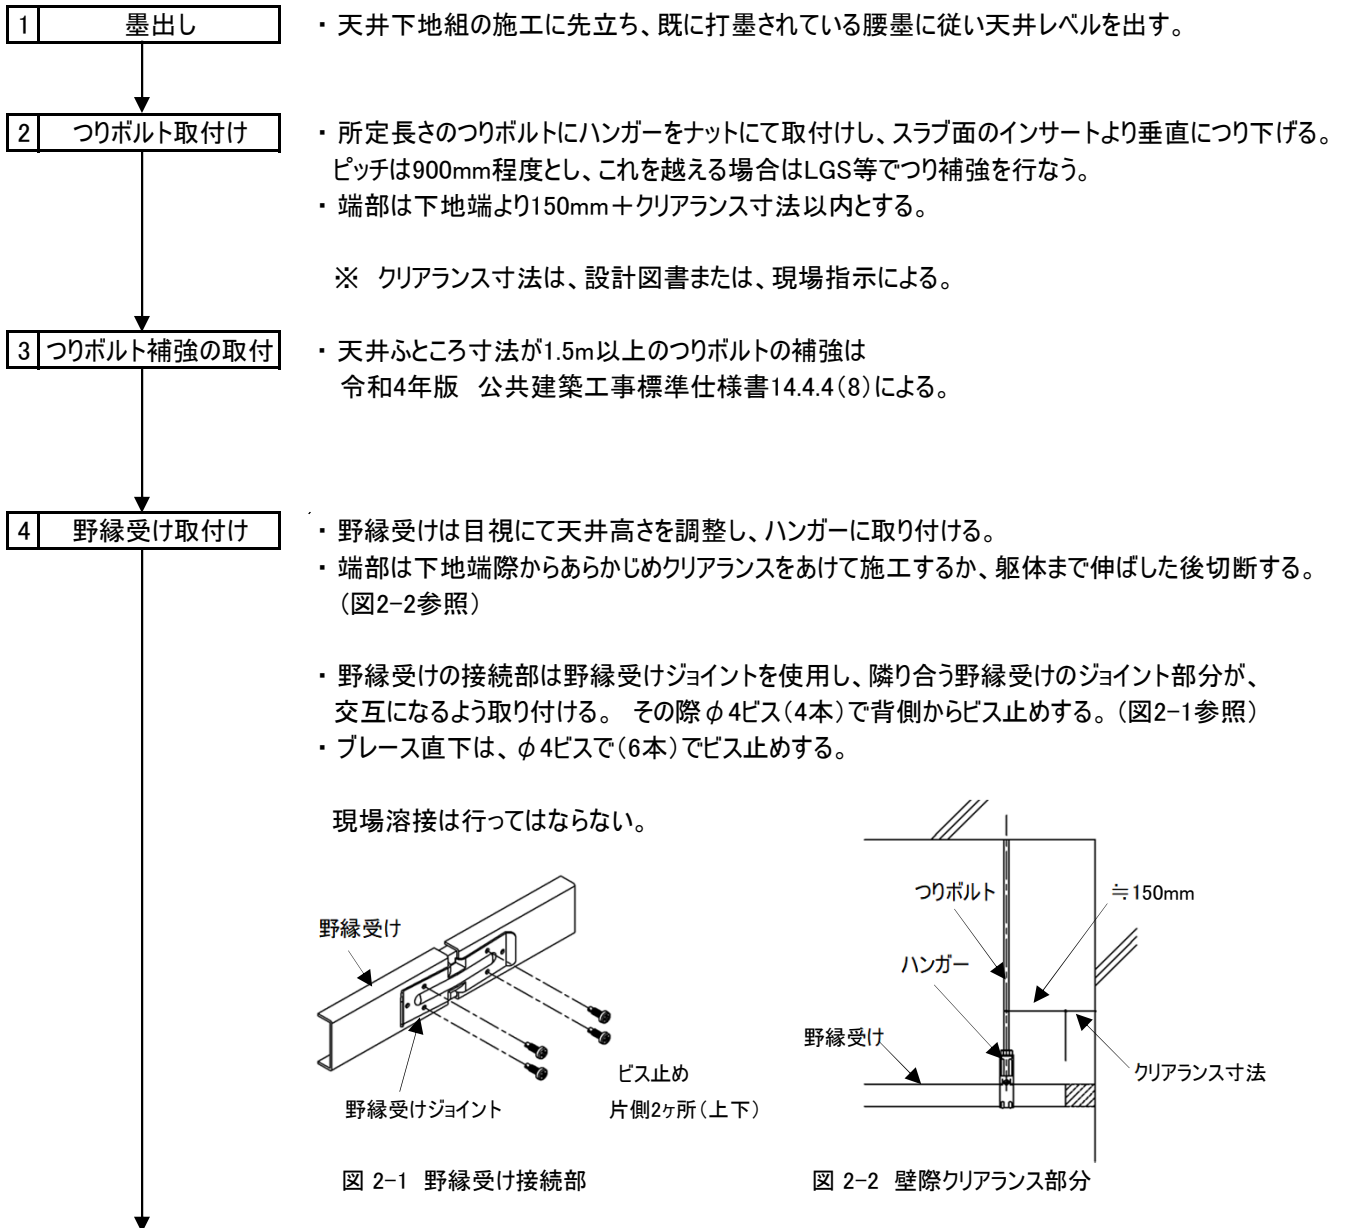 1 墨出し
・ 天井下地組の施工に先立ち、既に打墨されている腰墨に従い天井レベルを出す。
2 つりボルト取付け
・ 所定長さのつりボルトにハンガーをナットにて取付けし、スラブ面のインサートより垂直につり下げる。
ピッチは900mm程度とし、これを越える場合はLGS等でつり補強を行なう。
・ 端部は下地端より150mm＋クリアランス寸法以内とする。
※ クリアランス寸法は、設計図書または、現場指示による。
3 つりボルト補強の取付
・ 天井ふところ寸法が1.5m以上のつりボルトの補強は
令和4年版 公共建築工事標準仕様書14.4.4（8）による。
4 野縁受け取付け
・ 野縁受けは目視にて天井高さを調整し、ハンガーに取り付ける。
・ 端部は下地端際からあらかじめクリアランスをあけて施工するか、躯体まで伸ばした後切断する。
（図2-2参照）
・ 野縁受けの接続部は野縁受けジョイントを使用し、隣り合う野縁受けのジョイント部分が、
交互になるよう取り付ける。 その際φ4ビス（4本）で背側からビス止めする。（図2-1参照）
・ ブレース直下は、φ4ビスで（6本）でビス止めする。
現場溶接は行ってはならない。
野縁受け
野縁受けジョイント
ビス止め
片側2ヶ所（上下）
図 2-1 野縁受け接続部
つりボルト
≒150mm
ハンガー
野縁受け
クリアランス寸法
図 2-2 壁際クリアランス部分